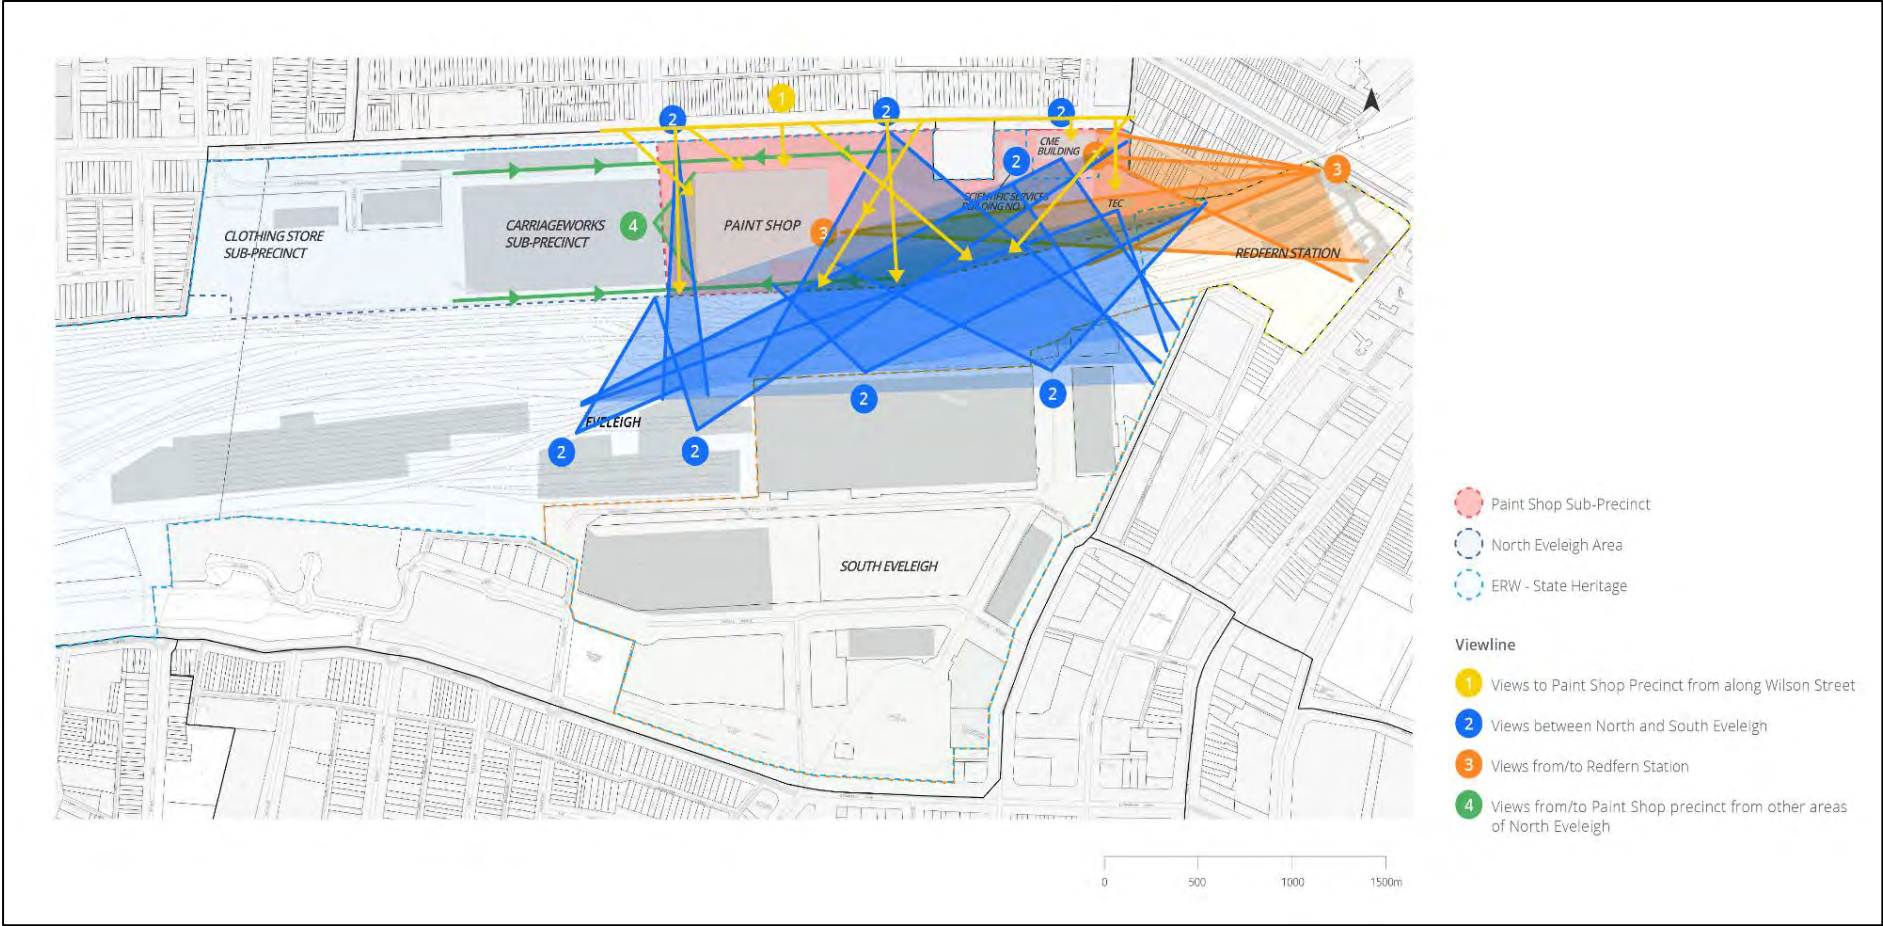 1
2
2
2
CME
BUILDING
2
3
SCIENTIFIC SERVICES
BUILDING NO.1
TEC
4
CARRIAGEWORKS
SUB-PRECINCT
PAINT SHOP
3
CLOTHING STORE
SUB-PRECINCT
REDFERN STATION
2
2
EVELEIGH
2
2
SOUTH EVELEIGH
Paint Shop Sub-Precinct
North Eveleigh Area
ERW - State Heritage
Viewline
1 Views to Paint Shop Precinct from along Wilson Street
2 Views between North and South Eveleigh
3 Views from/to Redfern Station
4 Views from/to Paint Shop precinct from other areas
of North Eveleigh
0 500 1000 1500m